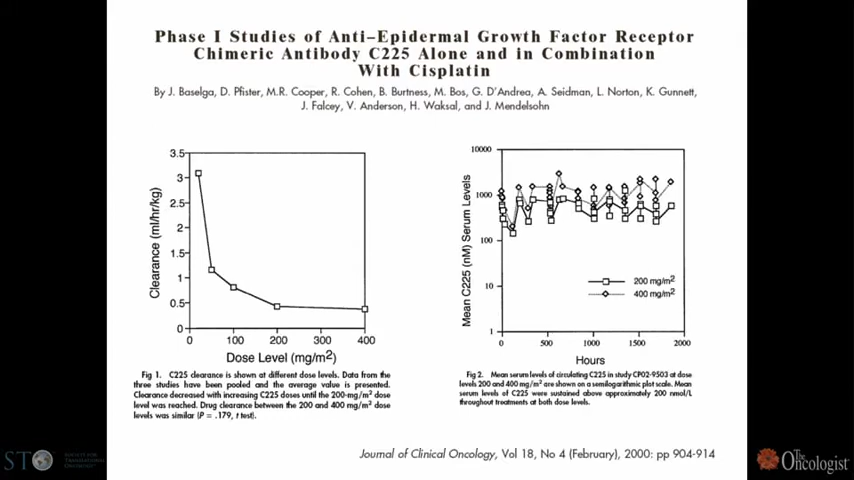 Phase I Studies of Anti–Epidermal Growth Factor Receptor
Chimeric Antibody C225 Alone and in Combination
With Cisplatin
By J. Baselga, D. Pfister, M.R. Cooper, R. Cohen, B. Burtness, M. Bos, G. D'Andrea, A. Seidman, L. Norton, K. Gunnett,
J. Falcey, V. Anderson, H. Waksal, and J. Mendelsohn
Clearance (ml/hr/kg)
3.5
3
2.5
2
1.5
1
0.5
0
0
100
200
300
400
Dose Level (mg/m2)
Fig 1. C225 clearance is shown at different dose levels. Data from the
three studies have been pooled and the average value is presented.
Clearance decreased with increasing C225 doses until the 200-mg/m2 dose
level was reached. Drug clearance between the 200 and 400 mg/m2 dose
levels was similar (P = .179, t test).
Mean C225 (nM) Serum Levels
10000
1000
100
10
1
200 mg/m2
400 mg/m2
0
500
1000
1500
2000
Hours
Fig 2. Mean serum levels of circulating C225 in study CP02-9503 at dose
levels 200 and 400 mg/m2 are shown on a semilogarithmic plot scale. Mean
serum levels of C225 were sustained above approximately 200 nmol/L
throughout treatments at both dose levels.
Journal of Clinical Oncology, Vol 18, No 4 (February), 2000: pp 904-914
STO
SOCIETY FOR
TRANSLATIONAL
ONCOLOGY
The
Oncologist